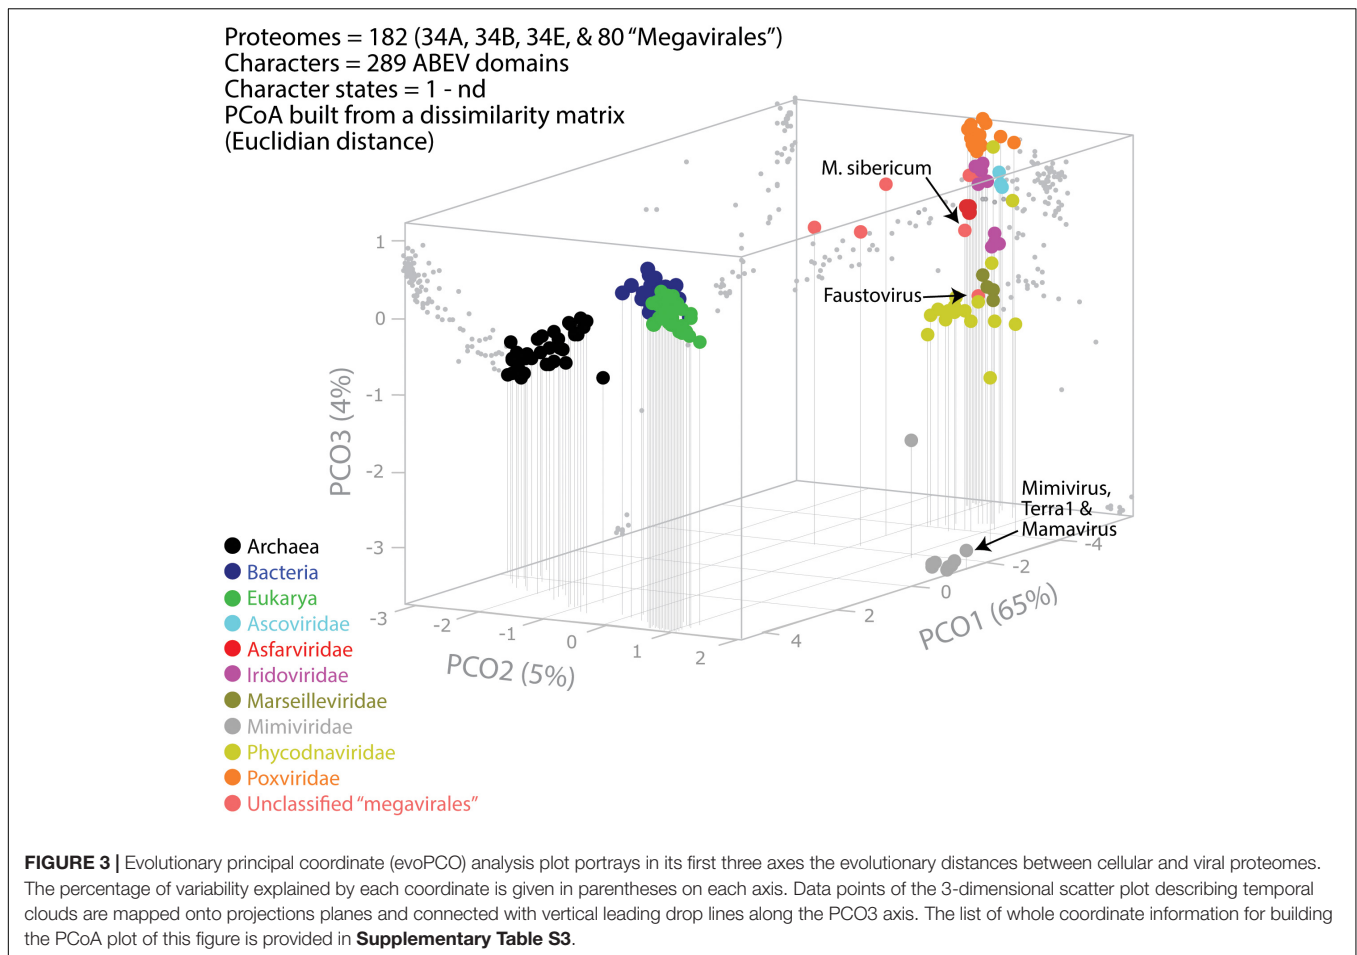 Proteomes = 182 (34A, 34B, 34E, & 80 “Megavirales”)
Characters = 289 ABEV domains
Character states = 1 - nd
PCoA built from a dissimilarity matrix
(Euclidian distance)
M. sibericum
Faustovirus
Mimivirus,
Terra1 &
Mamavirus
1
0
-1
-2
-3
PCO3 (4%)
-3
-2
-1
0
1
2
PCO2 (5%)
4
2
0
-2
-4
PCO1 (65%)
Archaea
Bacteria
Eukarya
Ascoviridae
Asfarviridae
Iridoviridae
Marseilleviridae
Mimiviridae
Phycodnaviridae
Poxviridae
Unclassified “megavirales”
FIGURE 3 | Evolutionary principal coordinate (evoPCO) analysis plot portrays in its first three axes the evolutionary distances between cellular and viral proteomes.
The percentage of variability explained by each coordinate is given in parentheses on each axis. Data points of the 3-dimensional scatter plot describing temporal
clouds are mapped onto projections planes and connected with vertical leading drop lines along the PCO3 axis. The list of whole coordinate information for building
the PCoA plot of this figure is provided in Supplementary Table S3.